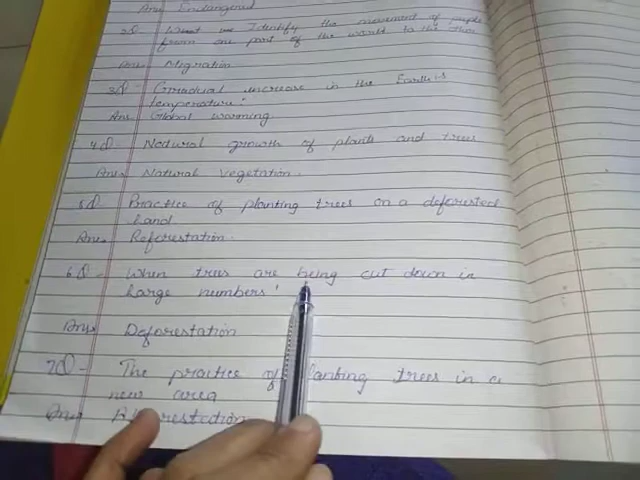 Ans. Endangered
2Q. What we Identify the movement of people
from one part of the world to the other
Ans. Migration
3Q. Gradual increase in the Earth's
temperature.
Ans. Global warming
4Q. Natural growth of plants and trees
Ans. Natural vegetation.
5Q. Practice of planting trees on a deforested
Land.
Ans. Reforestation.
6Q- When trees are being cut down in
large numbers'
Ans. Deforestation
7Q- The practice of planting trees in a
new area
Ans.